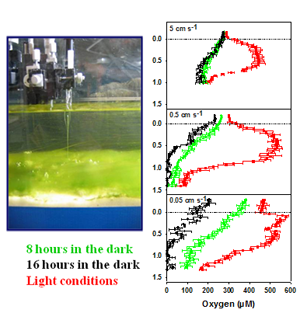 5 cm s⁻¹
0.0
0.5
1.0
1.5
0.5 cm s⁻¹
0.0
0.5
1.0
1.5
0.05 cm s⁻¹
0.0
0.5
1.0
1.5
0 100 200 300 400 500 600
Oxygen (µM)
8 hours in the dark
16 hours in the dark
Light conditions